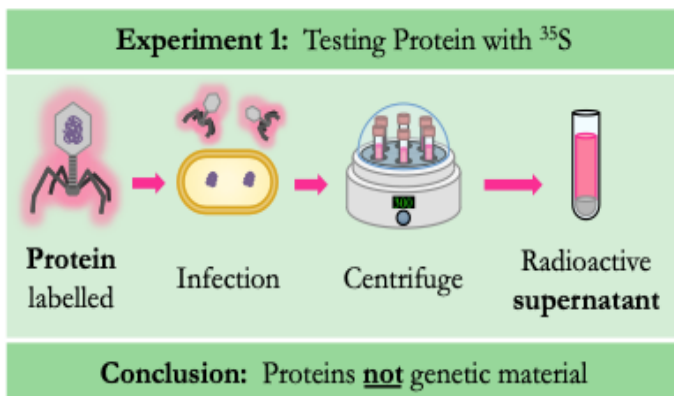 Experiment 1: Testing Protein with ³⁵S
Protein
labelled
Infection
Centrifuge
Radioactive
supernatant
Conclusion: Proteins not genetic material